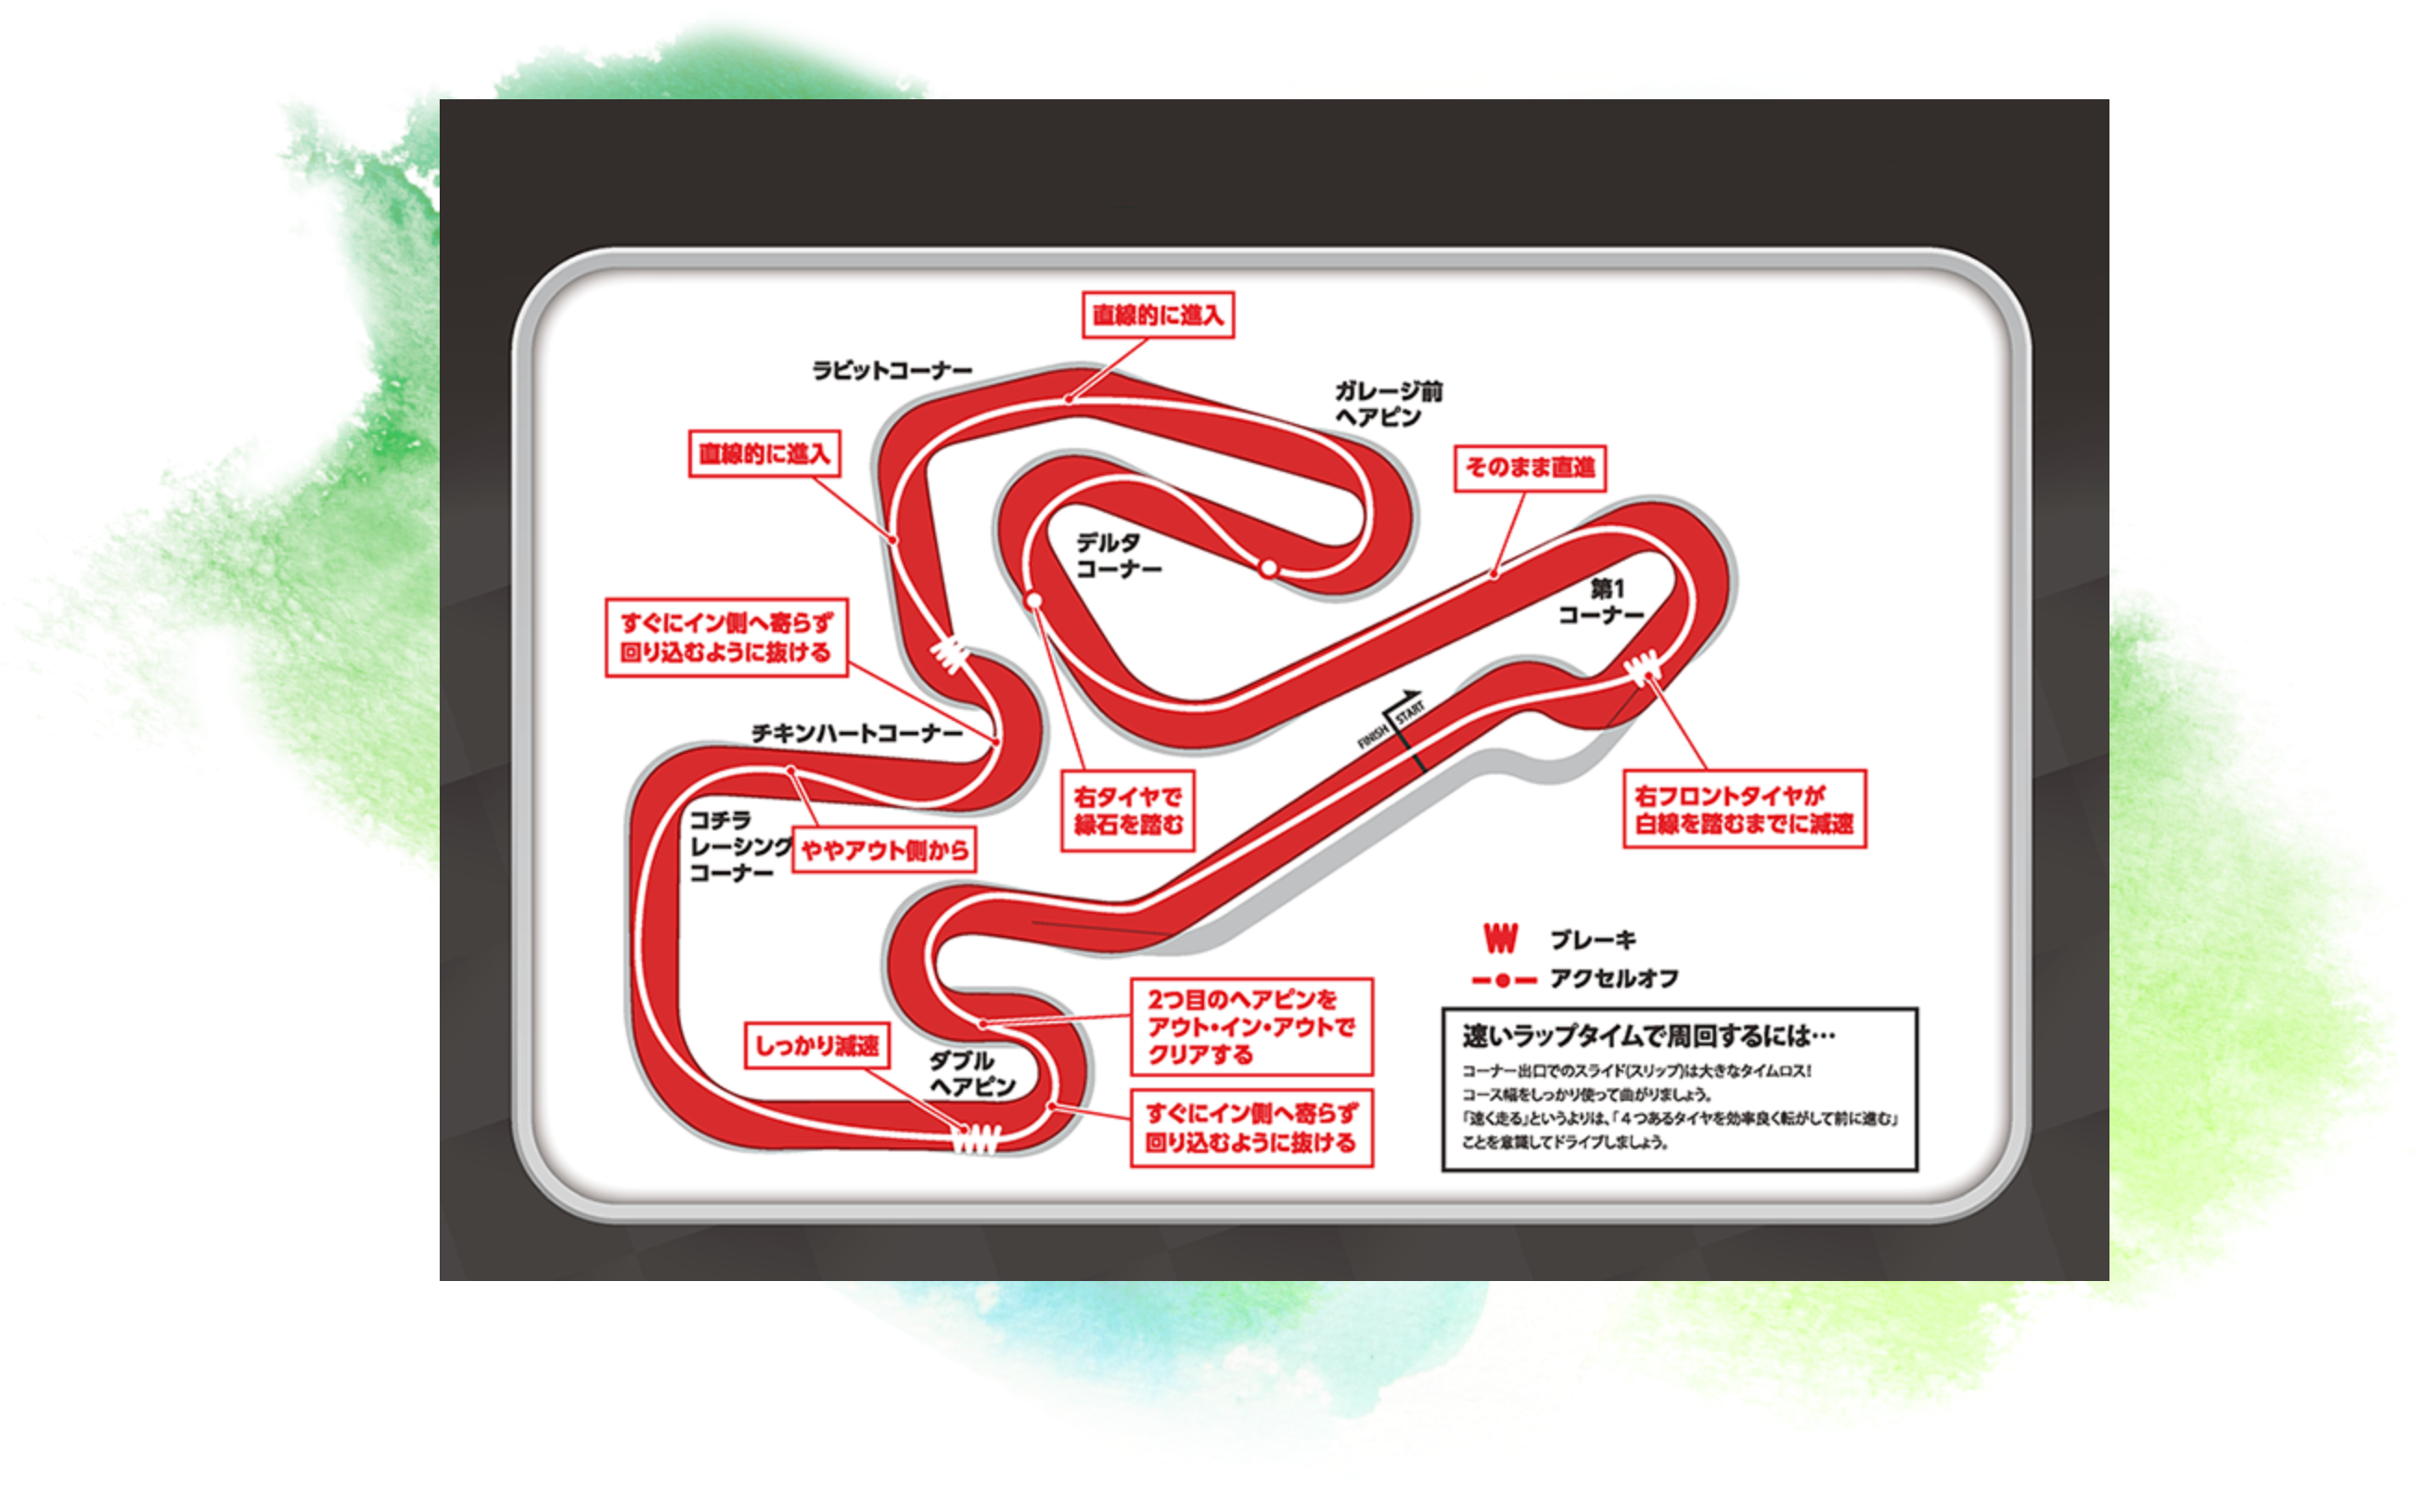 直線的に進入
ラビットコーナー
ガレージ前
ヘアピン
直線的に進入
そのまま直進
デルタ
コーナー
第1
コーナー
すぐにイン側へ寄らず
回り込むように抜ける
チキンハートコーナー
FINISH
START
右タイヤで
縁石を踏む
右フロントタイヤが
白線を踏むまでに減速
コチラ
レーシング
コーナー
ややアウト側から
ブレーキ
アクセルオフ
2つ目のヘアピンを
アウト・イン・アウトで
クリアする
しっかり減速
ダブル
ヘアピン
すぐにイン側へ寄らず
回り込むように抜ける
速いラップタイムで周回するには…
コーナー出口でのスライド(スリップ)は大きなタイムロス!
コース幅をしっかり使って曲がりましょう。
「速く走る」というよりは、「４つあるタイヤを効率良く転がして前に進む」
ことを意識してドライブしましょう。